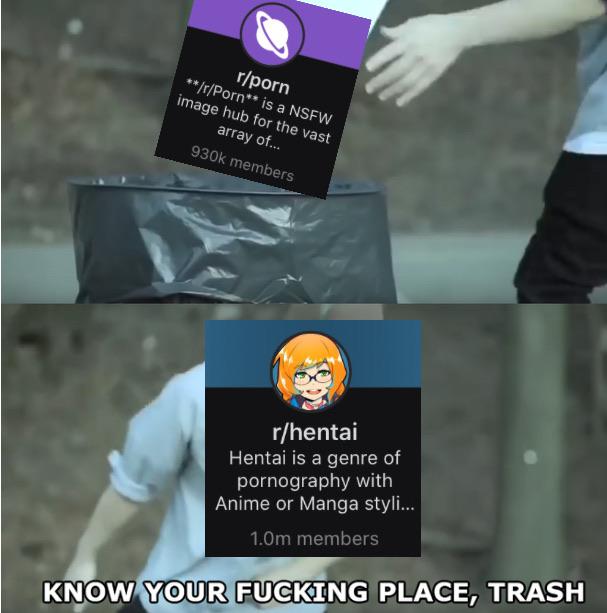 r/porn
**/r/Porn** is a NSFW
image hub for the vast
array of...
930k members
r/hentai
Hentai is a genre of
pornography with
Anime or Manga styli...
1.0m members
KNOW YOUR FUCKING PLACE, TRASH